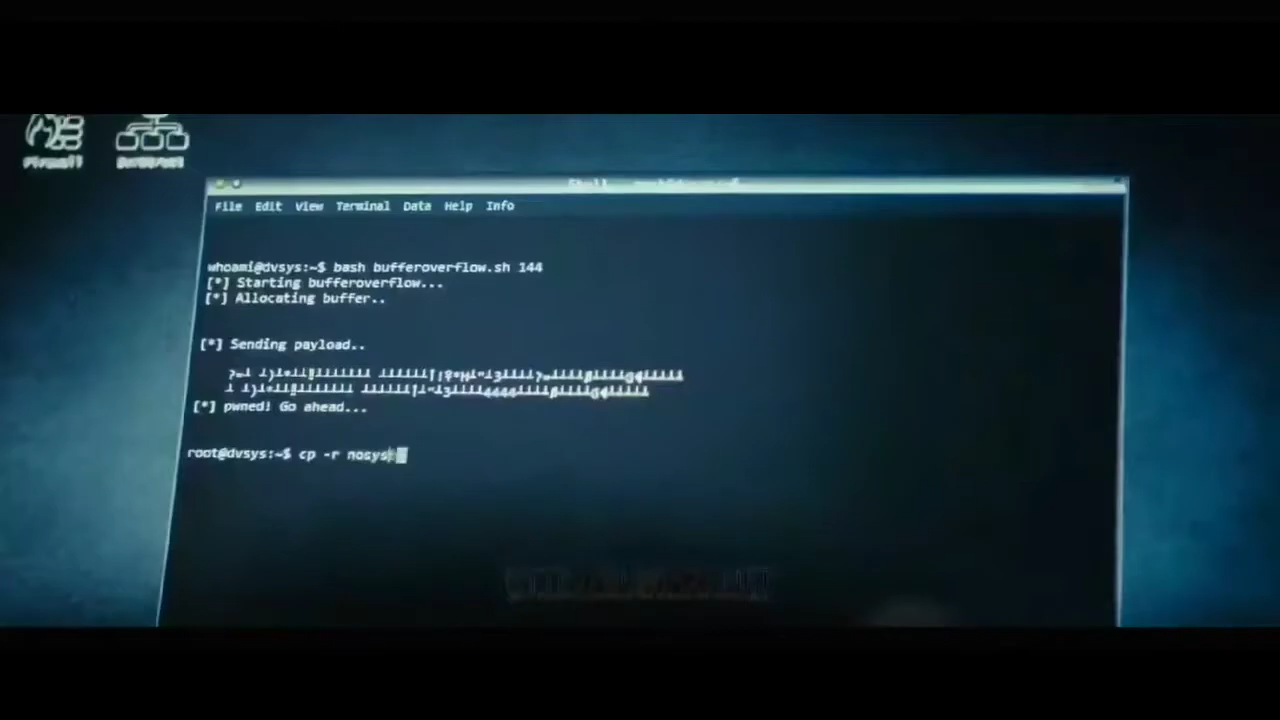 File Edit View Terminal Data Help Info
whoami@dvsys:~$ bash bufferoverflow.sh 144
[*] Starting bufferoverflow...
[*] Allocating buffer..
[*] Sending payload..
[*] pwned! Go ahead...
root@dvsys:~$ cp -r nosys